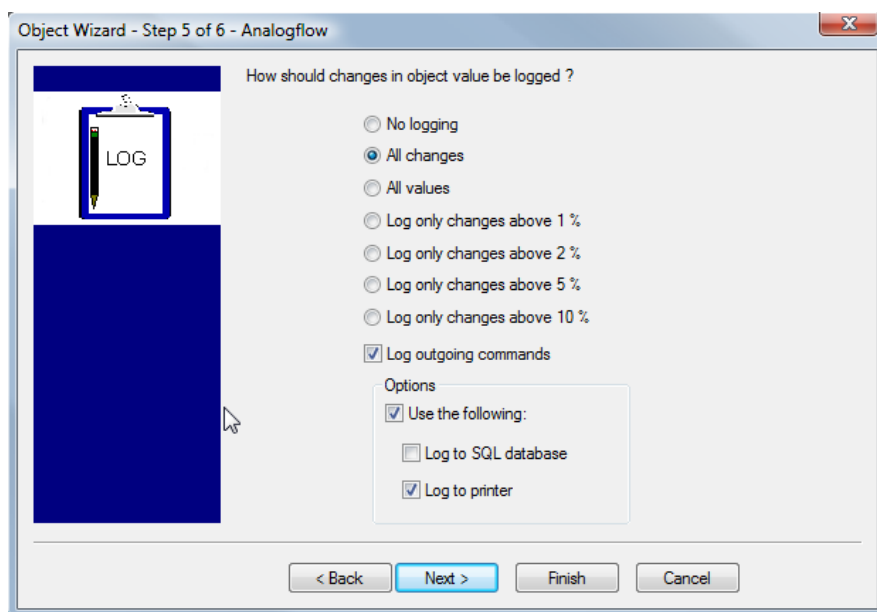 Object Wizard - Step 5 of 6 - Analogflow
How should changes in object value be logged ?
LOG
No logging
All changes
All values
Log only changes above 1 %
Log only changes above 2 %
Log only changes above 5 %
Log only changes above 10 %
Log outgoing commands
Options
Use the following:
Log to SQL database
Log to printer
< Back Next > Finish Cancel